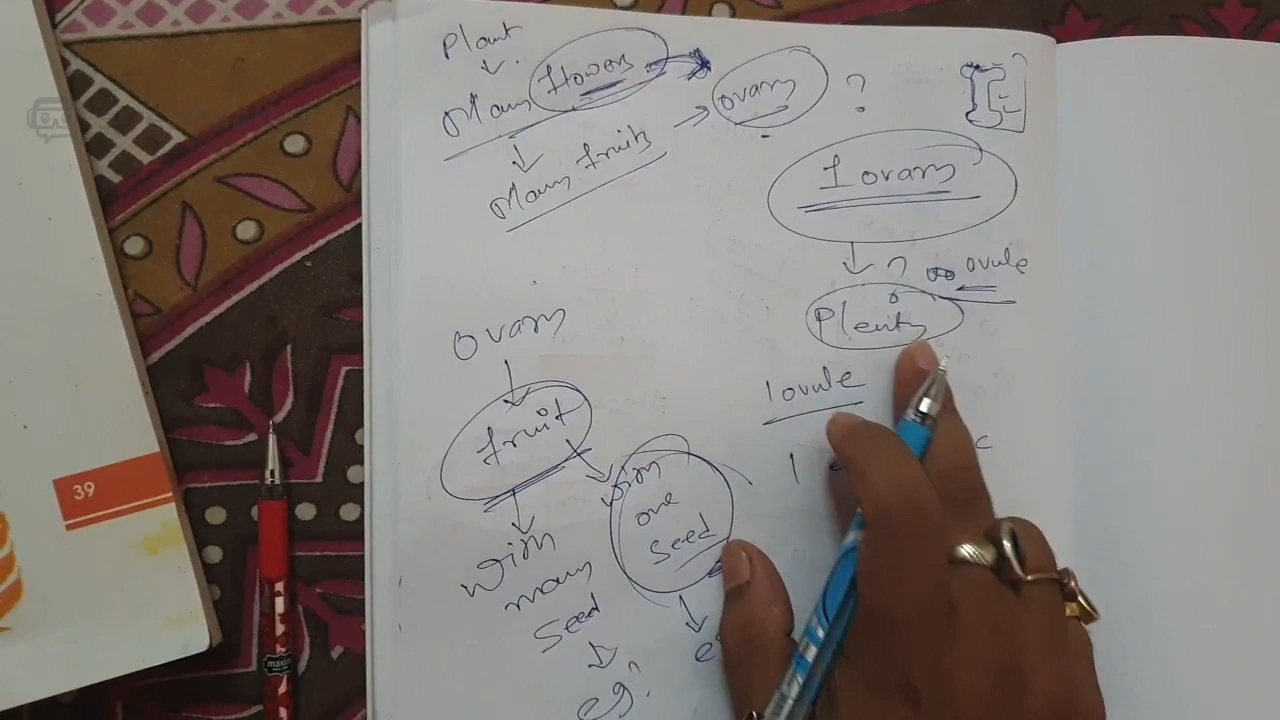 Plant
Many flowers
ovary ?
Many fruits
1 ovary
ovule
Plenty
1 ovule
1
ovary
fruit
with
one
seed
with
many
seed
eg:
39